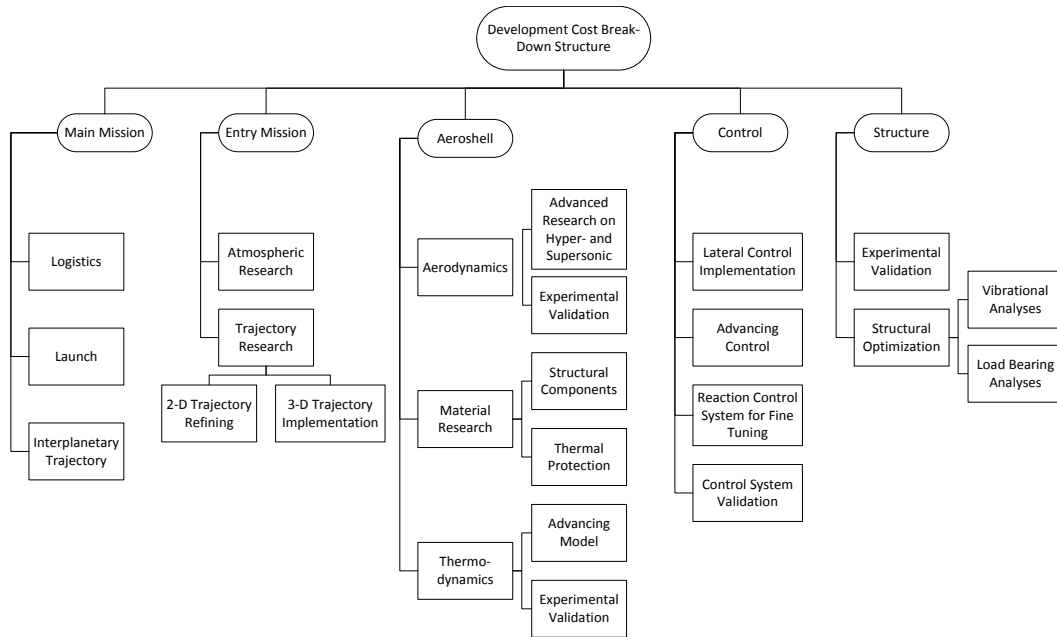 Development Cost Break-
Down Structure
Main Mission
Entry Mission
Aeroshell
Control
Structure
Logistics
Launch
Interplanetary
Trajectory
Atmospheric
Research
Trajectory
Research
2-D Trajectory
Refining
3-D Trajectory
Implementation
Aerodynamics
Advanced
Research on
Hyper- and
Supersonic
Experimental
Validation
Material
Research
Structural
Components
Thermal
Protection
Thermo-
dynamics
Advancing
Model
Experimental
Validation
Lateral Control
Implementation
Advancing
Control
Reaction Control
System for Fine
Tuning
Control System
Validation
Experimental
Validation
Structural
Optimization
Vibrational
Analyses
Load Bearing
Analyses